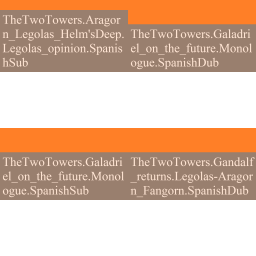 TheTwoTowers.Aragor
n_Legolas_Helm'sDeep.
Legolas_opinion.Spanis
hSub
TheTwoTowers.Galadri
el_on_the_future.Monol
ogue.SpanishDub
TheTwoTowers.Galadri
el_on_the_future.Monol
ogue.SpanishSub
TheTwoTowers.Gandalf
_returns.Legolas-Aragor
n_Fangorn.SpanishDub